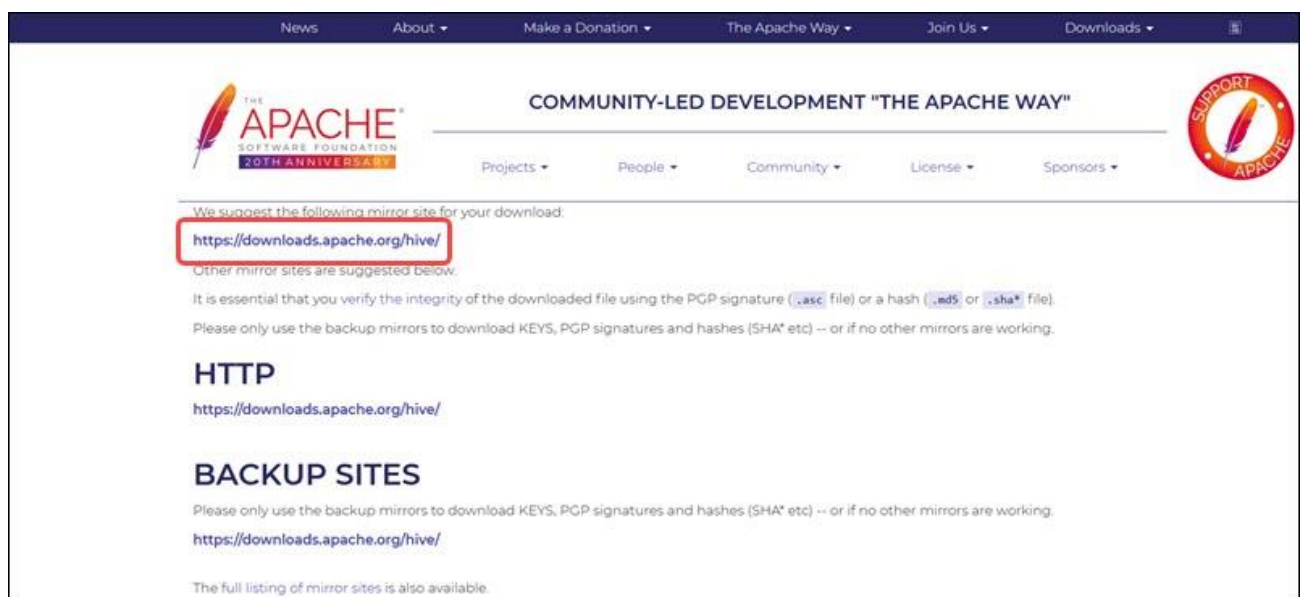 News About Make a Donation The Apache Way Join Us Downloads
THE
APACHE®
SOFTWARE FOUNDATION
20TH ANNIVERSARY
COMMUNITY-LED DEVELOPMENT "THE APACHE WAY"
SUPPORT APACHE
Projects People Community License Sponsors
We suggest the following mirror site for your download:
https://downloads.apache.org/hive/
Other mirror sites are suggested below.
It is essential that you verify the integrity of the downloaded file using the PGP signature ( .asc file) or a hash ( .md5 or .sha* file).
Please only use the backup mirrors to download KEYS, PGP signatures and hashes (SHA* etc) -- or if no other mirrors are working.
HTTP
https://downloads.apache.org/hive/
BACKUP SITES
Please only use the backup mirrors to download KEYS, PGP signatures and hashes (SHA* etc) -- or if no other mirrors are working.
https://downloads.apache.org/hive/
The full listing of mirror sites is also available.